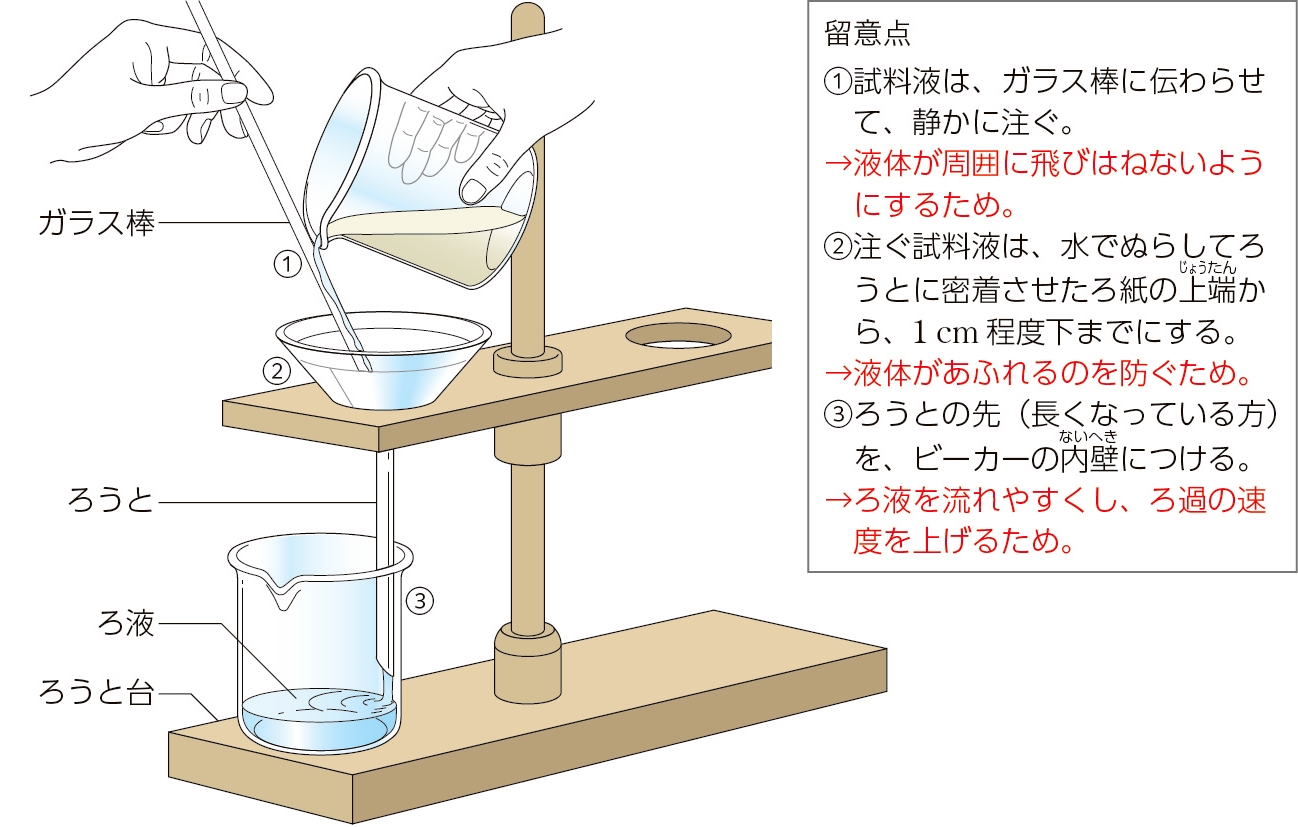 ガラス棒
①
②
ろうと
③
ろ液
ろうと台
留意点
①試料液は、ガラス棒に伝わらせ
て、静かに注ぐ。
→液体が周囲に飛びはねないよう
にするため。
②注ぐ試料液は、水でぬらしてろ
じょうたん
うとに密着させたろ紙の上端か
ら、1 cm 程度下までにする。
→液体があふれるのを防ぐため。
③ろうとの先（長くなっている方）
ないへき
を、ビーカーの内壁につける。
→ろ液を流れやすくし、ろ過の速
度を上げるため。